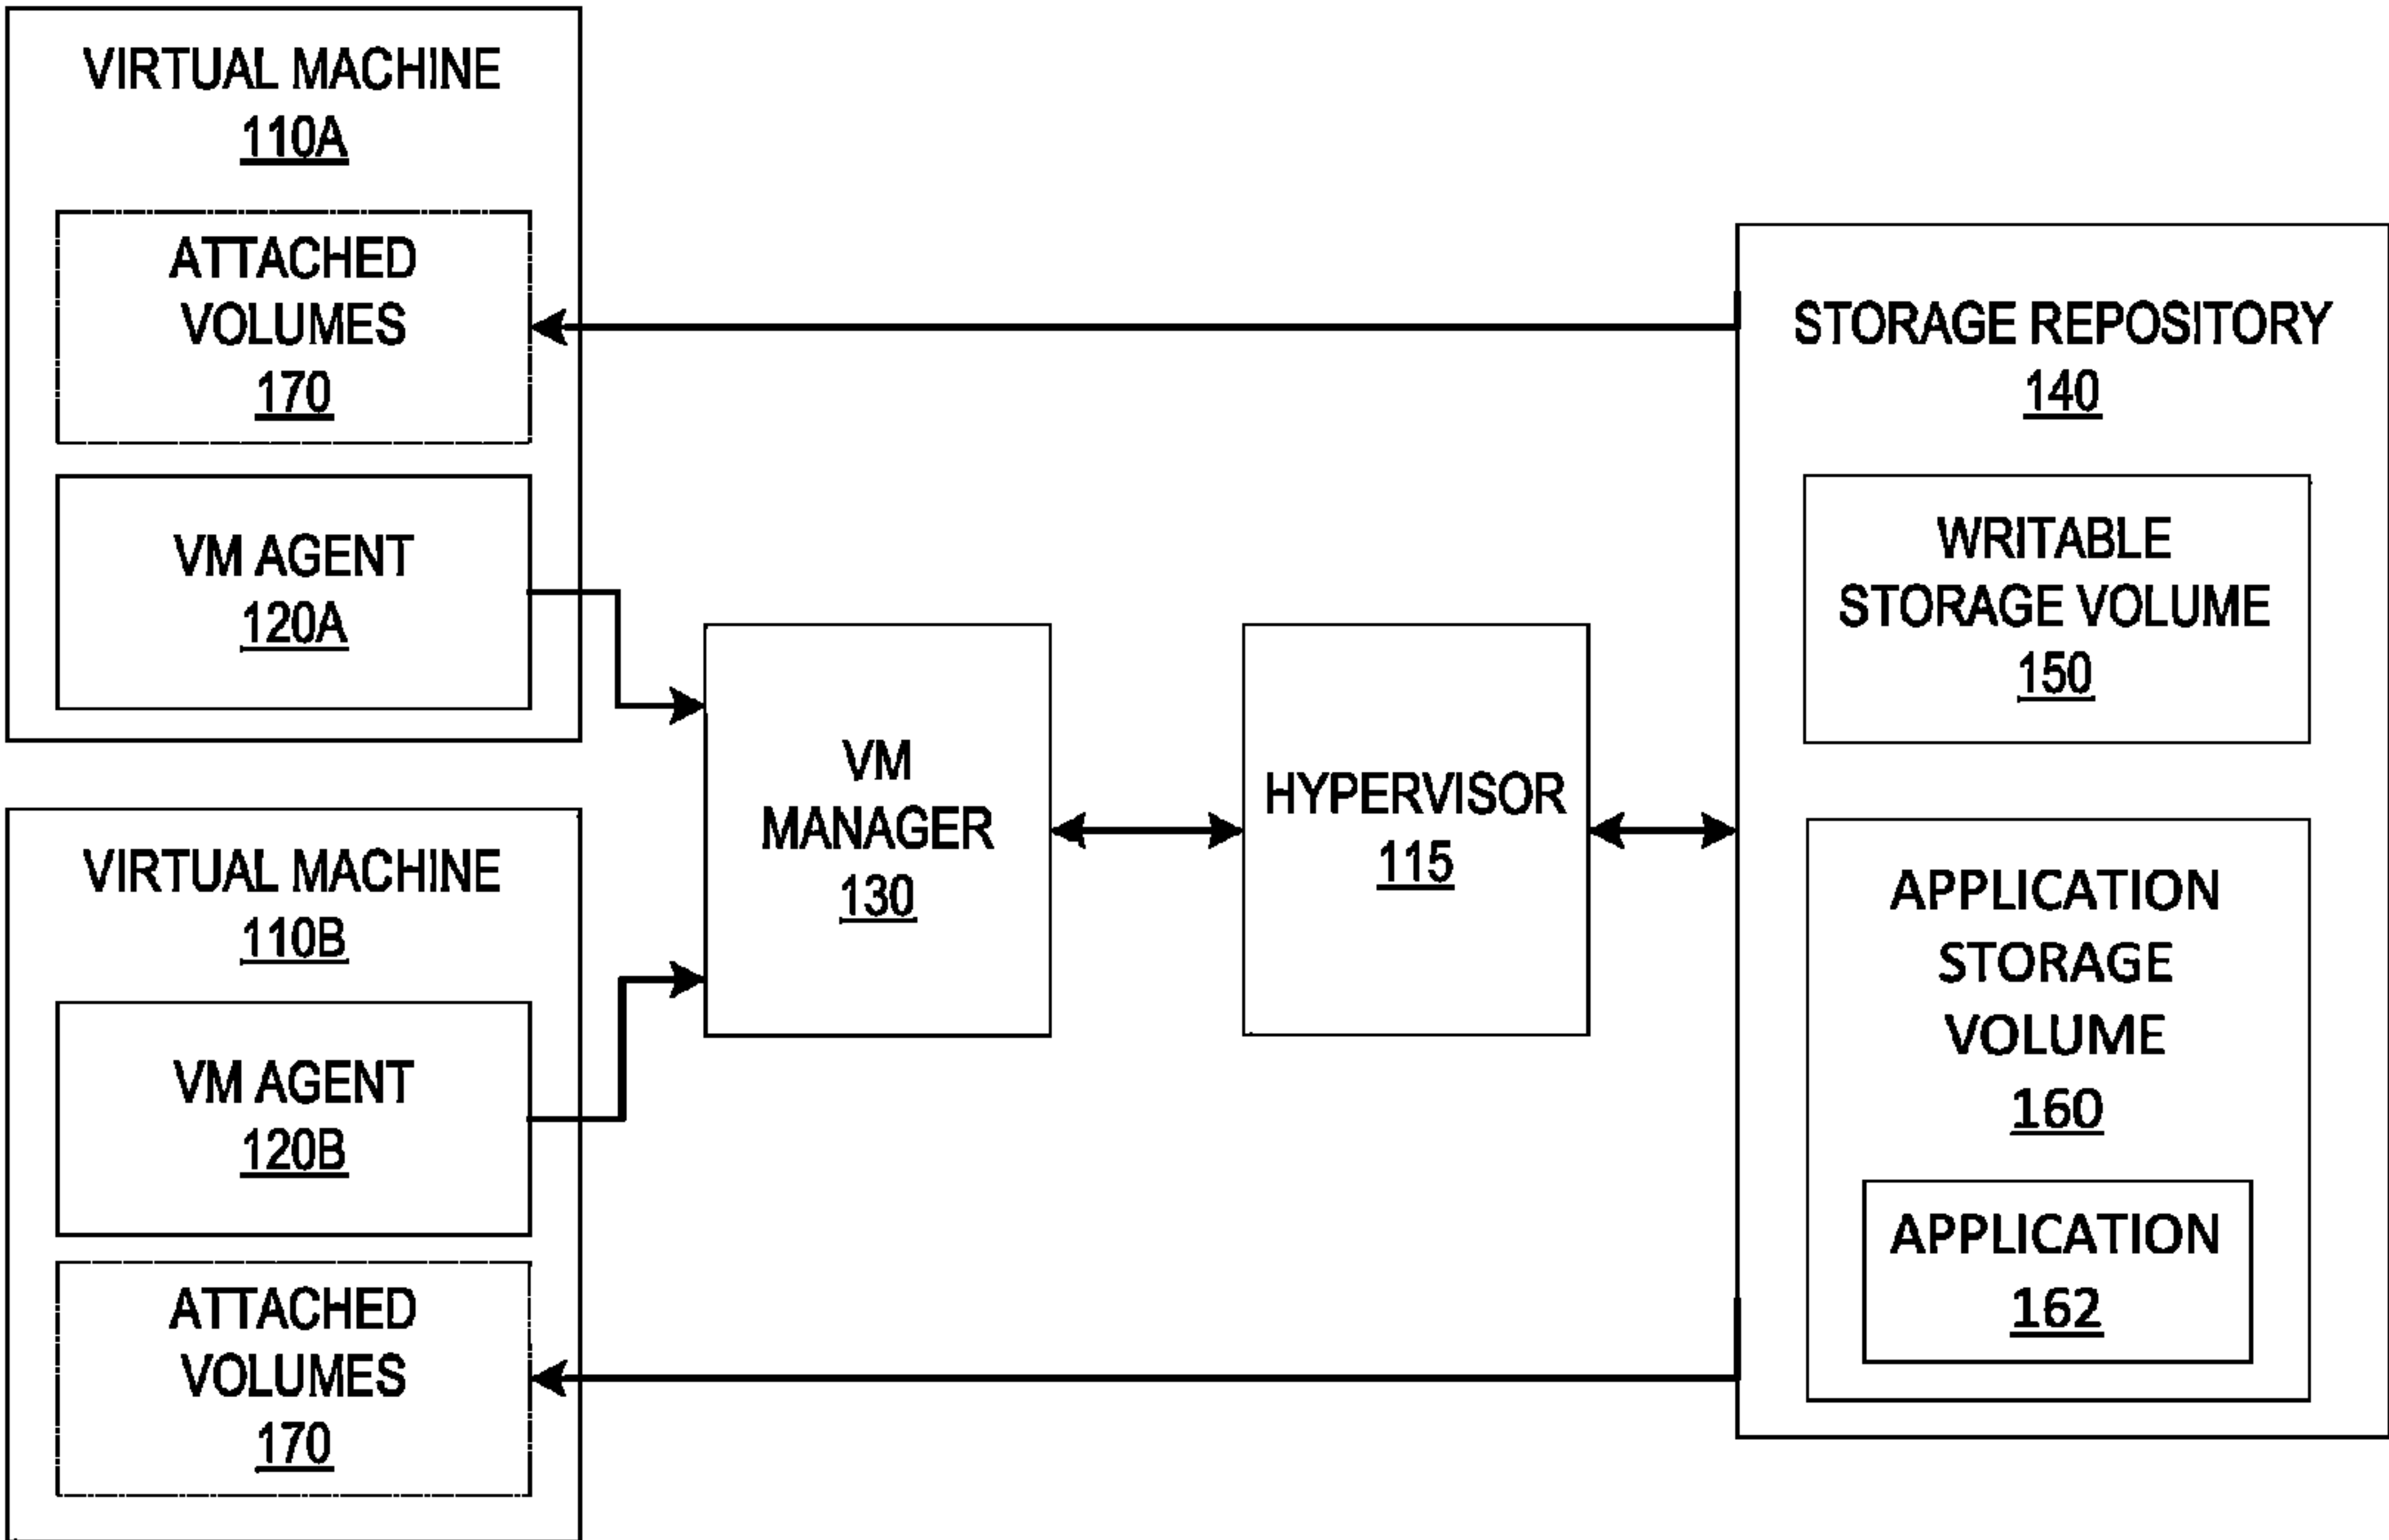 VIRTUAL MACHINE
110A
ATTACHED
VOLUMES
170
VM AGENT
120A
VIRTUAL MACHINE
110B
VM AGENT
120B
ATTACHED
VOLUMES
170
VM
MANAGER
130
HYPERVISOR
115
STORAGE REPOSITORY
140
WRITABLE
STORAGE VOLUME
150
APPLICATION
STORAGE
VOLUME
160
APPLICATION
162